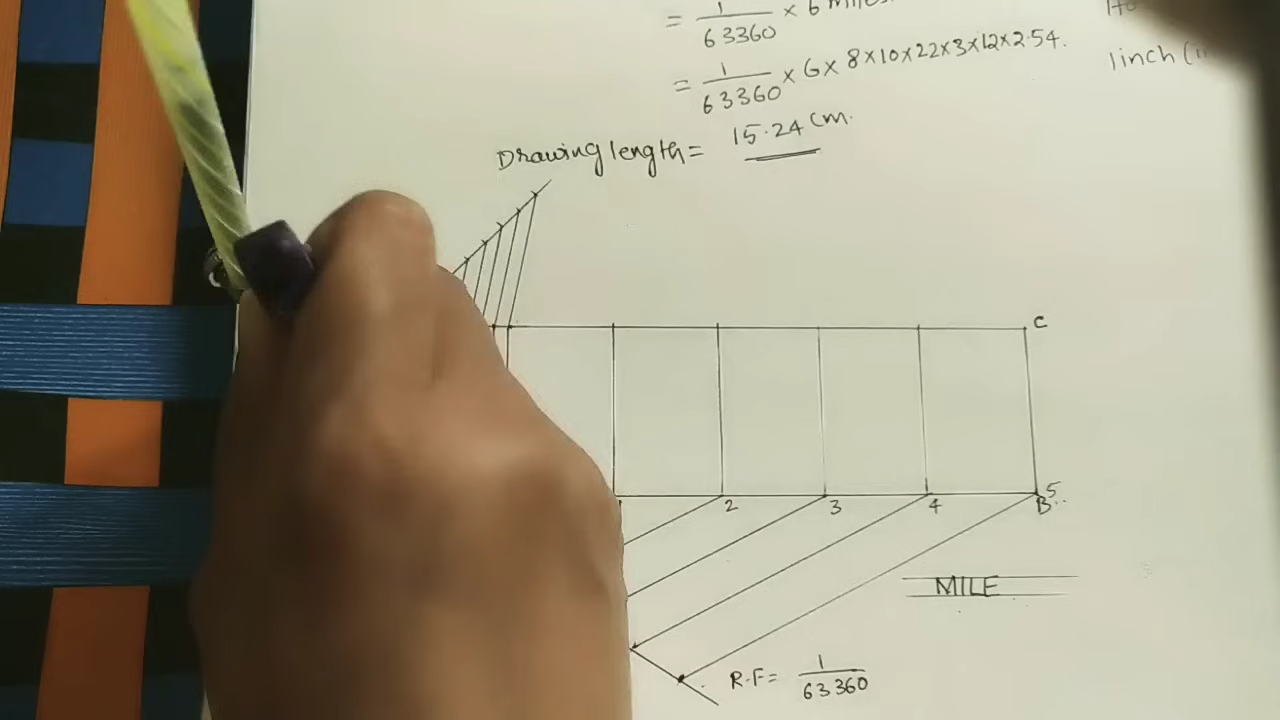 = 1/63360 × 6 miles
= 1/63360 × 6 × 8×10×22×3×12×2.54.
1inch
Drawing length = 15.24 cm.
C
2 3 4 5
B..
MILE
R.F = 1/63360